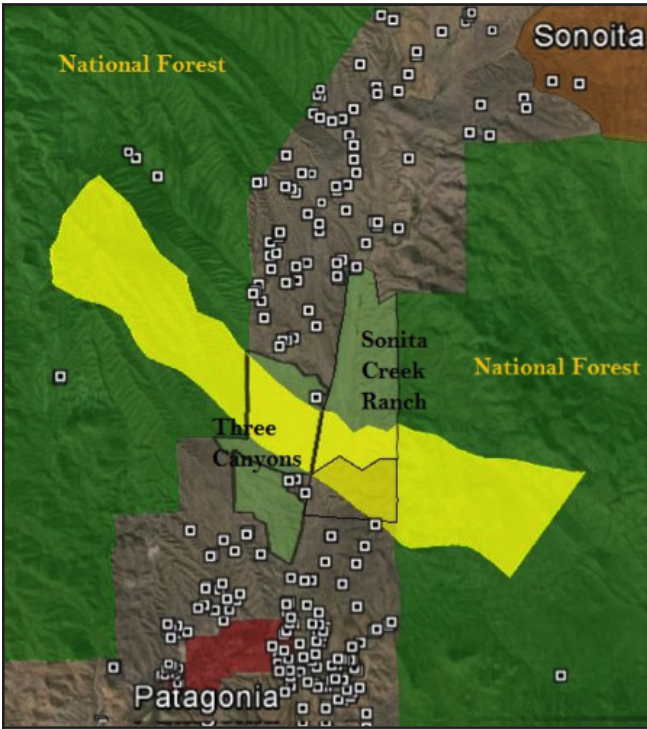 Sonoita
National Forest
Sonita
Creek
Ranch
National Forest
Three
Canyons
Patagonia